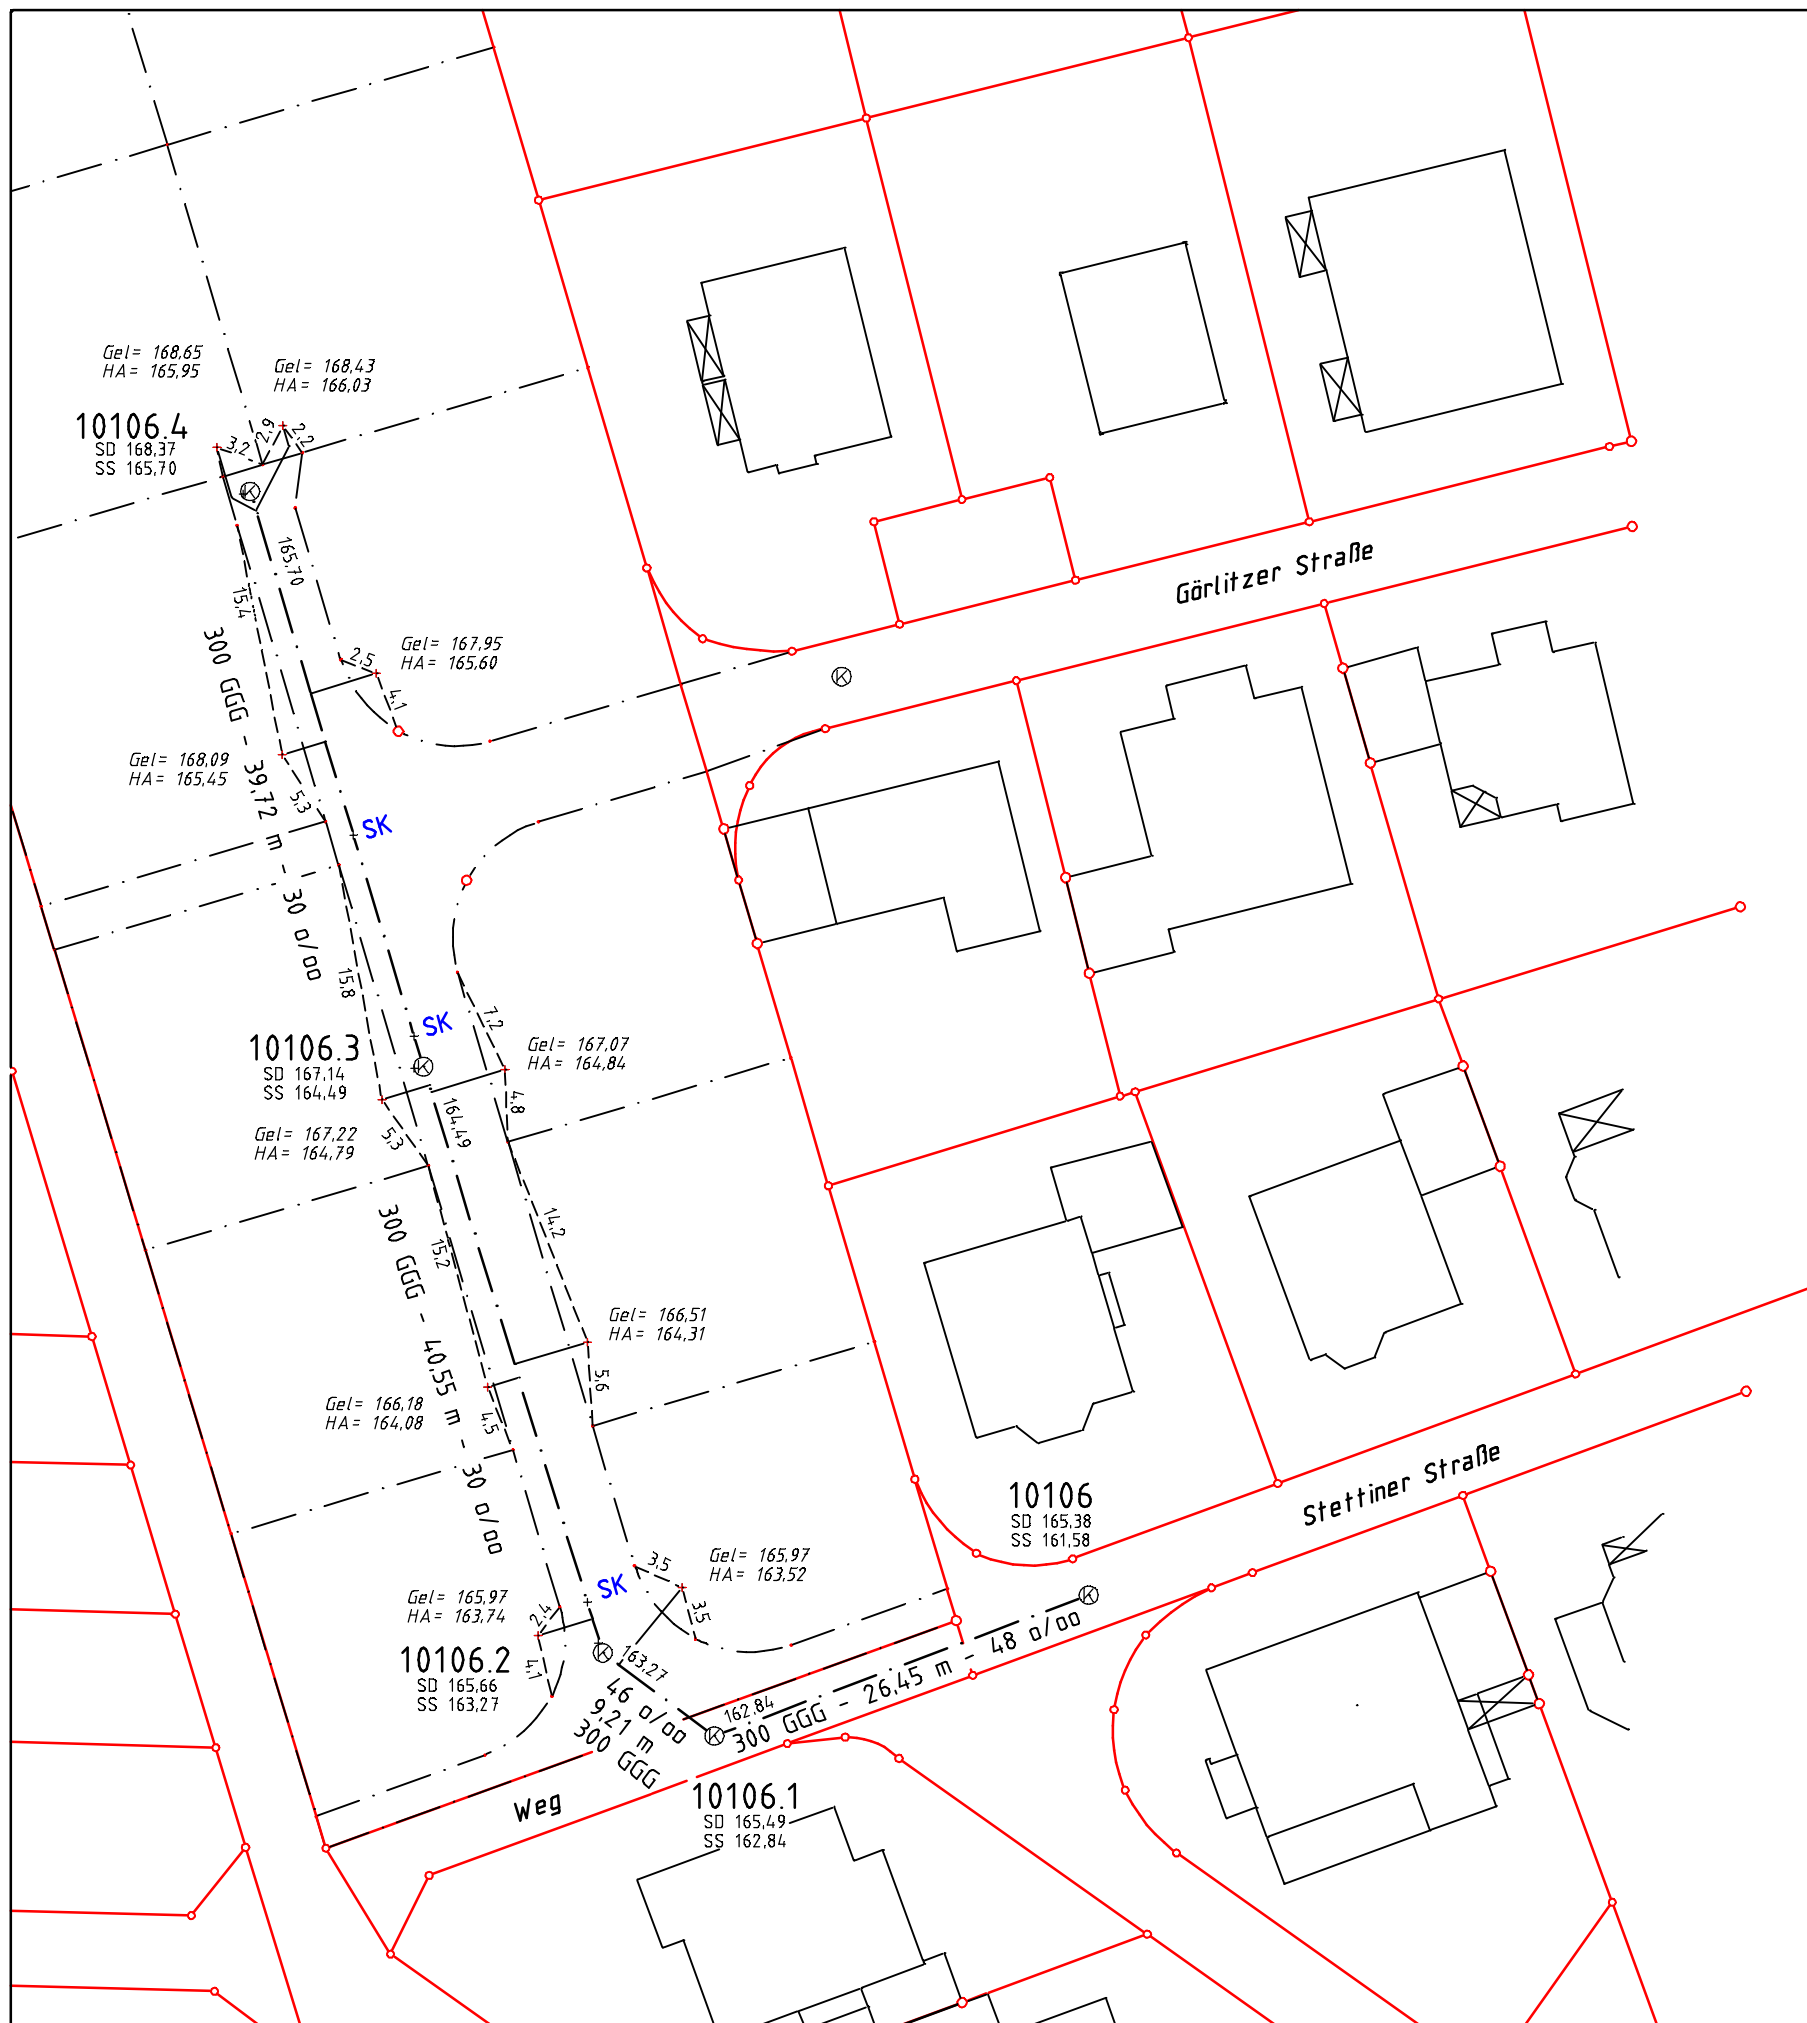 Gel= 168,65
HA= 165,95
Gel= 168,43
HA= 166,03
10106.4
SD 168,37
SS 165,70
3,2
2,9
2,2
165,70
15,4
Görlitzer Straße
Gel= 167,95
HA= 165,60
2,5
4,1
300 GGG - 39,72 m - 30 o/oo
Gel= 168,09
HA= 165,45
5,3
SK
15,8
SK
7,2
10106.3
SD 167,14
SS 164,49
Gel= 167,07
HA= 164,84
4,8
164,49
Gel= 167,22
HA= 164,79
5,3
14,2
15,2
300 GGG - 40,55 m - 30 o/oo
Gel= 166,51
HA= 164,31
5,6
Gel= 166,18
HA= 164,08
4,5
Stettiner Straße
10106
SD 165,38
SS 161,58
3,5
Gel= 165,97
HA= 163,52
SK
3,5
Gel= 165,97
HA= 163,74
2,4
4,1
10106.2
SD 165,66
SS 163,27
163,27
46 o/oo
9,21 m
300 GGG
162,84
300 GGG - 26,45 m - 48 o/oo
Weg
10106.1
SD 165,49
SS 162,84